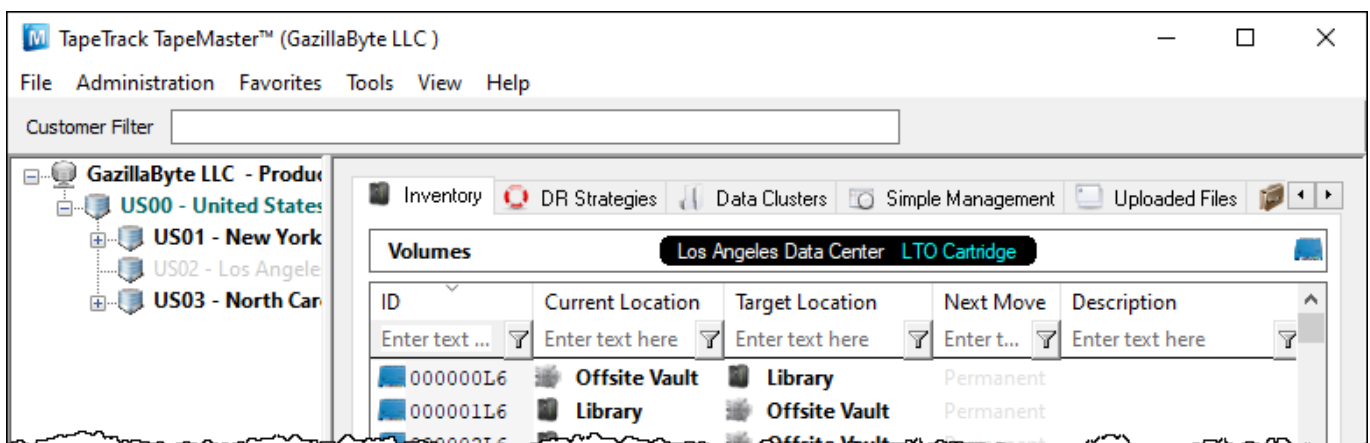 TapeTrack TapeMaster™ (GazillaByte LLC )
File Administration Favorites Tools View Help
Customer Filter
GazillaByte LLC - Produc
US00 - United States
US01 - New York
US02 - Los Angele
US03 - North Car
Inventory DR Strategies Data Clusters Simple Management Uploaded Files
Volumes Los Angeles Data Center LTO Cartridge
ID Current Location Target Location Next Move Description
Enter text ... Enter text here Enter text here Enter t... Enter text here
000000L6 Offsite Vault Library Permanent
000001L6 Library Offsite Vault Permanent
Offsite Vault